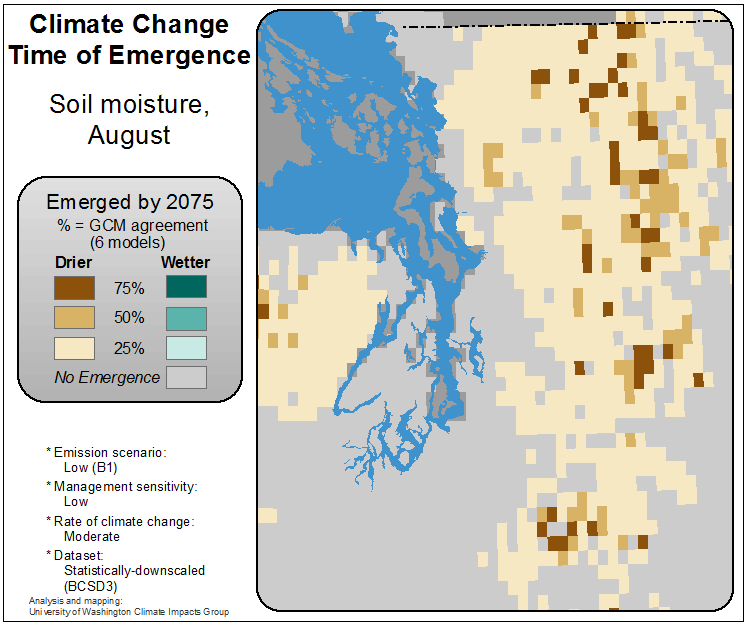 Climate Change
Time of Emergence
Soil moisture,
August
Emerged by 2075
% = GCM agreement
(6 models)
Drier Wetter
75%
50%
25%
No Emergence
* Emission scenario:
Low (B1)
* Management sensitivity:
Low
* Rate of climate change:
Moderate
* Dataset:
Statistically-downscaled
(BCSD3)
Analysis and mapping:
University of Washington Climate Impacts Group